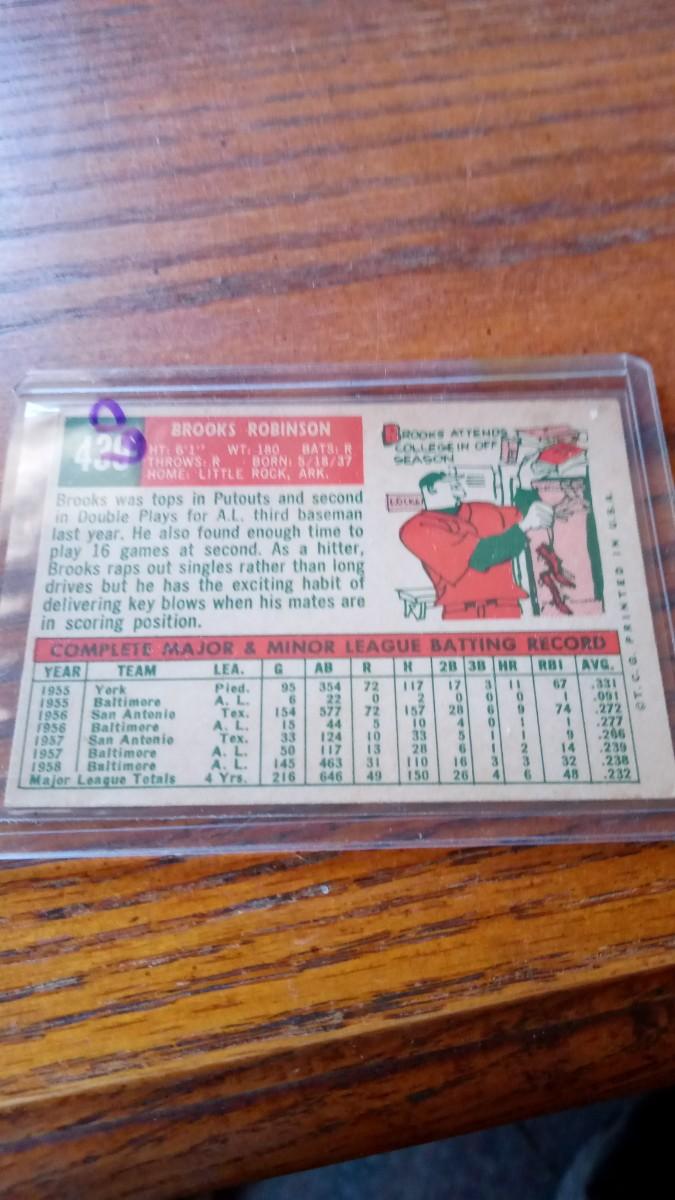 439
BROOKS ROBINSON
HT: 6'1" WT: 180 BATS: R
THROWS: R BORN: 5/18/37
HOME: LITTLE ROCK, ARK.
BROOKS ATTENDS
COLLEGE IN OFF
SEASON
Brooks was tops in Putouts and second
in Double Plays for A.L. third baseman
last year. He also found enough time to
play 16 games at second. As a hitter,
Brooks raps out singles rather than long
drives but he has the exciting habit of
delivering key blows when his mates are
in scoring position.
COMPLETE MAJOR & MINOR LEAGUE BATTING RECORD
YEAR TEAM LEA. G AB R H 2B 3B HR RBI AVG.
1955 York Pied. 95 354 72 117 17 3 11 67 .331
1955 Baltimore A. L. 6 22 0 2 0 0 0 1 .091
1956 San Antonio Tex. 154 577 72 157 28 6 9 74 .272
1956 Baltimore A. L. 15 44 5 10 4 0 1 1 .277
1957 San Antonio Tex. 33 124 10 33 5 1 1 9 .266
1957 Baltimore A. L. 50 117 13 28 6 1 2 14 .239
1958 Baltimore A. L. 145 463 31 110 16 3 3 32 .238
Major League Totals 4 Yrs. 216 646 49 150 26 4 6 48 .232
© T.C.G. PRINTED IN U.S.A.